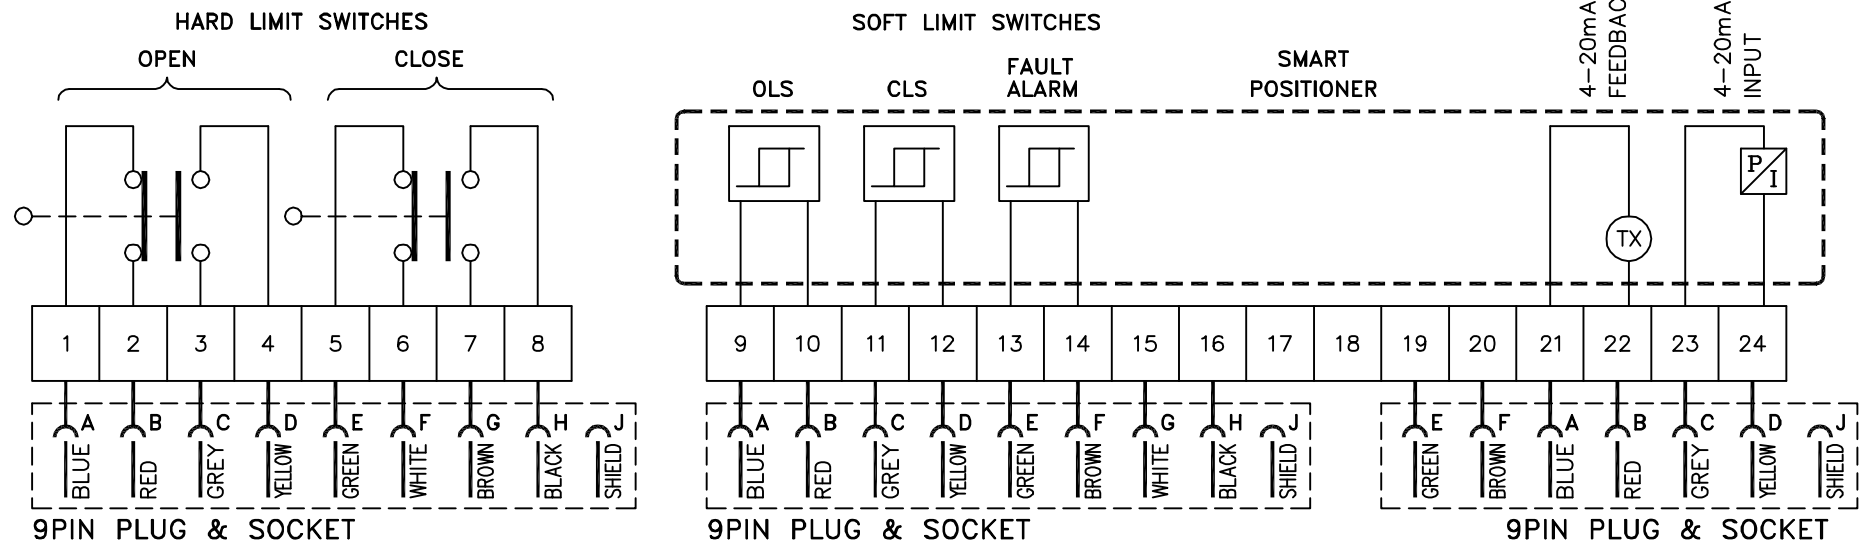 HARD LIMIT SWITCHES
OPEN
CLOSE
SOFT LIMIT SWITCHES
OLS
CLS
FAULT
ALARM
SMART
POSITIONER
4-20mA
FEEDBAC
4-20mA
INPUT
TX
P/I
1 2 3 4 5 6 7 8
9 10 11 12 13 14 15 16 17 18 19 20 21 22 23 24
A B C D E F G H J
BLUE RED GREY YELLOW GREEN WHITE BROWN BLACK SHIELD
9PIN PLUG & SOCKET
A B C D E F G H J
BLUE RED GREY YELLOW GREEN BROWN WHITE BLACK SHIELD
9PIN PLUG & SOCKET
E F A B C D J
GREEN BROWN BLUE RED GREY YELLOW SHIELD
9PIN PLUG & SOCKET